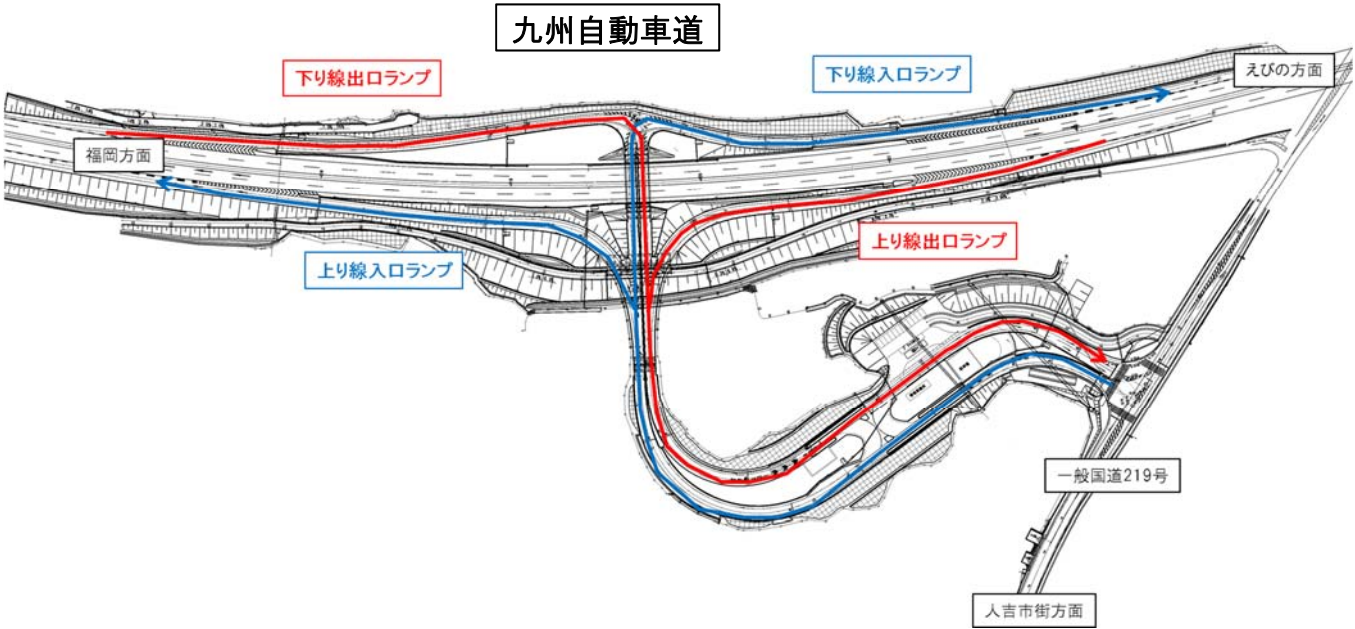 九州自動車道
下り線出口ランプ
下り線入口ランプ
えびの方面
福岡方面
上り線出口ランプ
上り線入口ランプ
一般国道219号
人吉市街方面